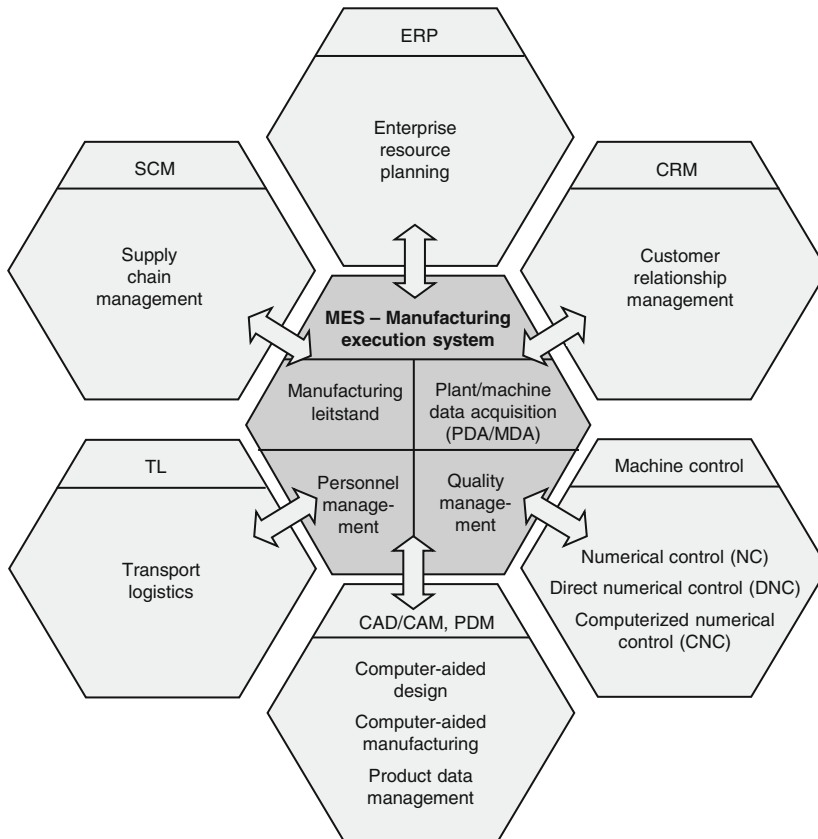 ERP
Enterprise
resource
planning
SCM
Supply
chain
management
CRM
Customer
relationship
management
MES – Manufacturing
execution system
Manufacturing
leitstand
Plant/machine
data acquisition
(PDA/MDA)
Personnel
manage-
ment
Quality
manage-
ment
TL
Transport
logistics
Machine control
Numerical control (NC)
Direct numerical control (DNC)
Computerized numerical
control (CNC)
CAD/CAM, PDM
Computer-aided
design
Computer-aided
manufacturing
Product data
management